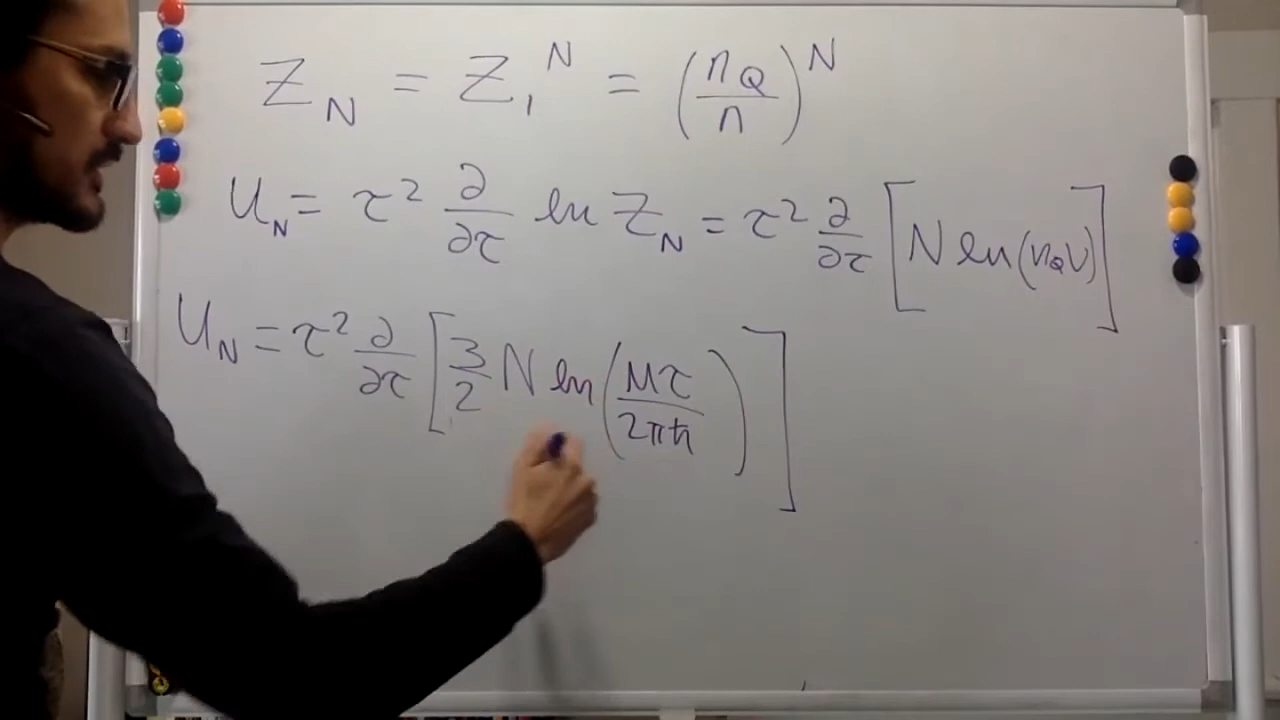 Z_N = Z_1^N = (n_Q / n)^N
U_N = τ² ∂/∂τ ln Z_N = τ² ∂/∂τ [N ln(n_Q V)]
U_N = τ² ∂/∂τ [3/2 N ln(Mτ / 2πħ)]